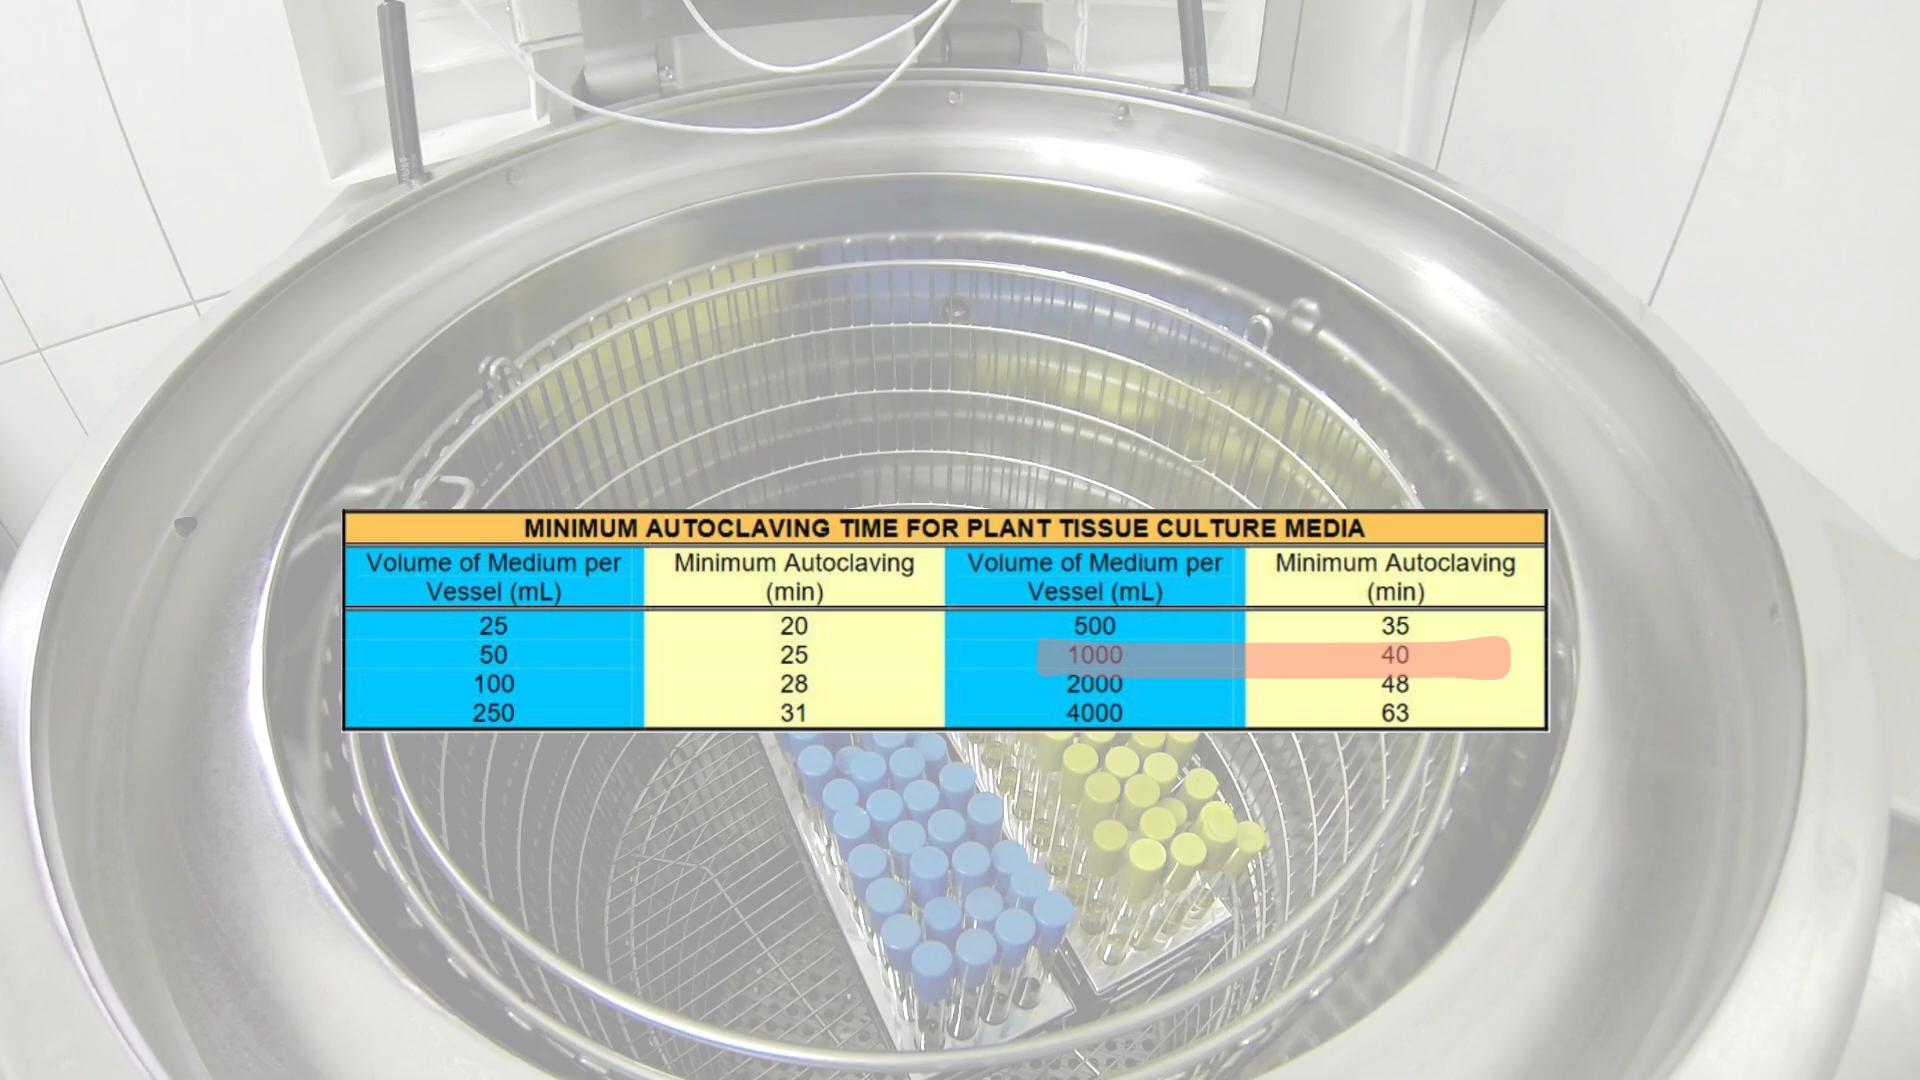 MINIMUM AUTOCLAVING TIME FOR PLANT TISSUE CULTURE MEDIA
Volume of Medium per Vessel (mL) Minimum Autoclaving (min) Volume of Medium per Vessel (mL) Minimum Autoclaving (min)
25 20 500 35
50 25 1000 40
100 28 2000 48
250 31 4000 63